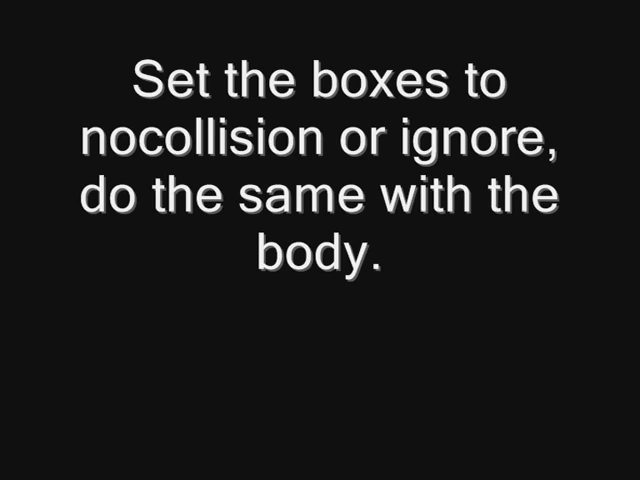 Set the boxes to
nocollision or ignore,
do the same with the
body.